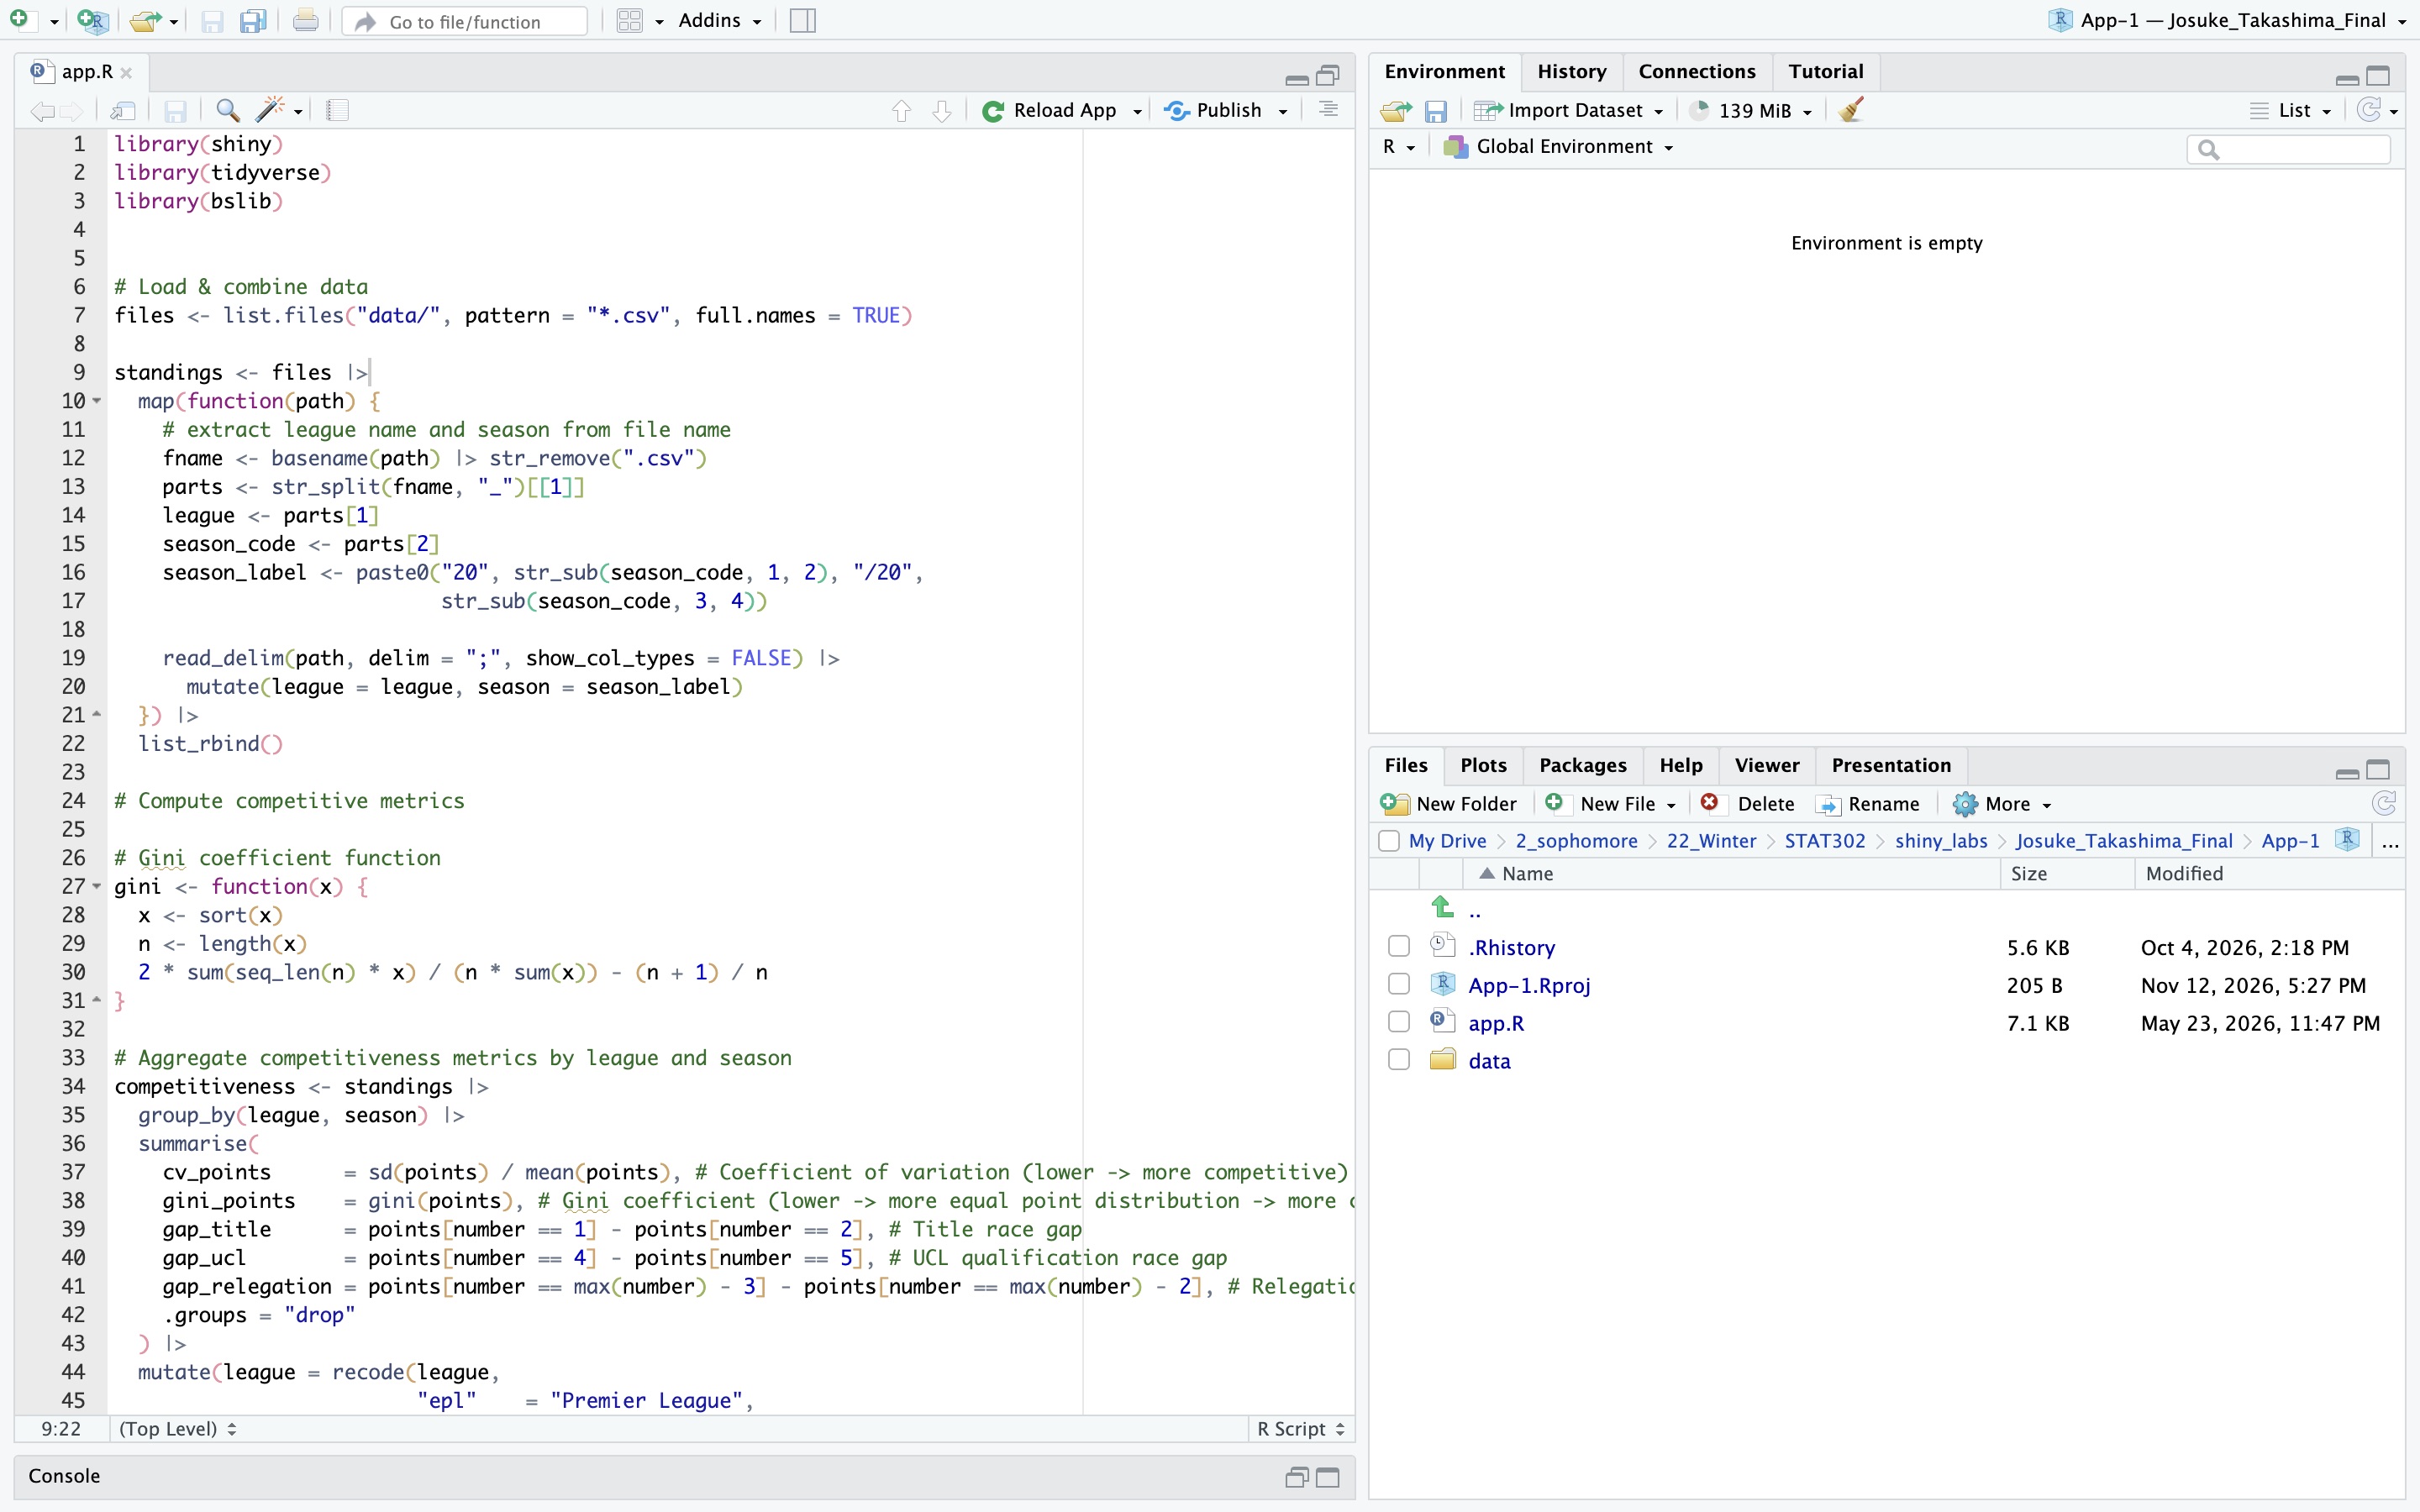 Go to file/function Addins App-1 — Josuke_Takashima_Final
app.R
Reload App Publish
1 library(shiny)
2 library(tidyverse)
3 library(bslib)
4
5
6 # Load & combine data
7 files <- list.files("data/", pattern = "*.csv", full.names = TRUE)
8
9 standings <- files |>
10   map(function(path) {
11     # extract league name and season from file name
12     fname <- basename(path) |> str_remove(".csv")
13     parts <- str_split(fname, "_")[[1]]
14     league <- parts[1]
15     season_code <- parts[2]
16     season_label <- paste0("20", str_sub(season_code, 1, 2), "/20",
17                            str_sub(season_code, 3, 4))
18
19     read_delim(path, delim = ";", show_col_types = FALSE) |>
20       mutate(league = league, season = season_label)
21   }) |>
22   list_rbind()
23
24 # Compute competitive metrics
25
26 # Gini coefficient function
27 gini <- function(x) {
28   x <- sort(x)
29   n <- length(x)
30   2 * sum(seq_len(n) * x) / (n * sum(x)) - (n + 1) / n
31 }
32
33 # Aggregate competitiveness metrics by league and season
34 competitiveness <- standings |>
35   group_by(league, season) |>
36   summarise(
37     cv_points      = sd(points) / mean(points), # Coefficient of variation (lower -> more competitive)
38     gini_points    = gini(points), # Gini coefficient (lower -> more equal point distribution -> more c
39     gap_title      = points[number == 1] - points[number == 2], # Title race gap
40     gap_ucl        = points[number == 4] - points[number == 5], # UCL qualification race gap
41     gap_relegation = points[number == max(number) - 3] - points[number == max(number) - 2], # Relegatio
42     .groups = "drop"
43   ) |>
44   mutate(league = recode(league,
45                          "epl"    = "Premier League",
9:22 (Top Level) R Script
Console
Environment History Connections Tutorial
Import Dataset 139 MiB List
R Global Environment
Environment is empty
Files Plots Packages Help Viewer Presentation
New Folder New File Delete Rename More
My Drive > 2_sophomore > 22_Winter > STAT302 > shiny_labs > Josuke_Takashima_Final > App-1 ...
Name Size Modified
..
.Rhistory 5.6 KB Oct 4, 2026, 2:18 PM
App-1.Rproj 205 B Nov 12, 2026, 5:27 PM
app.R 7.1 KB May 23, 2026, 11:47 PM
data